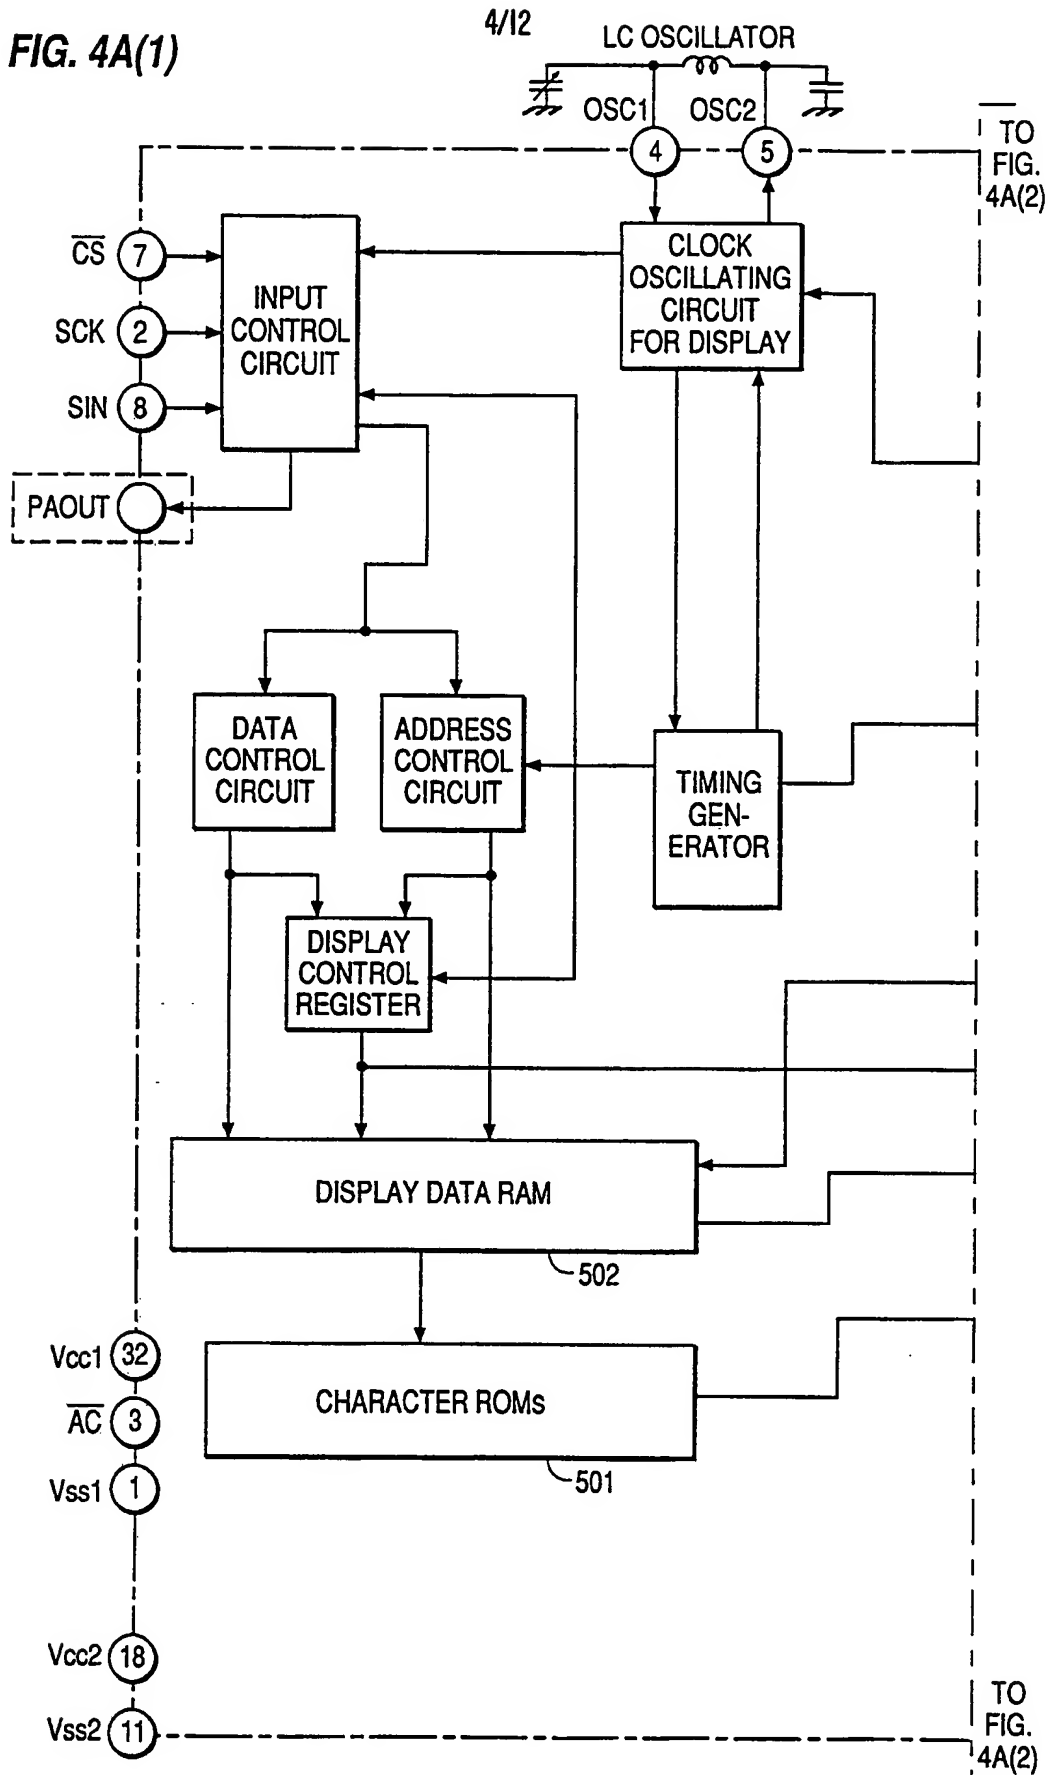 FIG. 4A(1)
4/12
LC OSCILLATOR
OSC1
OSC2
4
5
TO
FIG.
4A(2)
CS
7
SCK
2
SIN
8
PAOUT
INPUT
CONTROL
CIRCUIT
CLOCK
OSCILLATING
CIRCUIT
FOR DISPLAY
DATA
CONTROL
CIRCUIT
ADDRESS
CONTROL
CIRCUIT
TIMING
GEN-
ERATOR
DISPLAY
CONTROL
REGISTER
DISPLAY DATA RAM
502
CHARACTER ROMs
501
Vcc1
32
AC
3
Vss1
1
Vcc2
18
Vss2
11
TO
FIG.
4A(2)